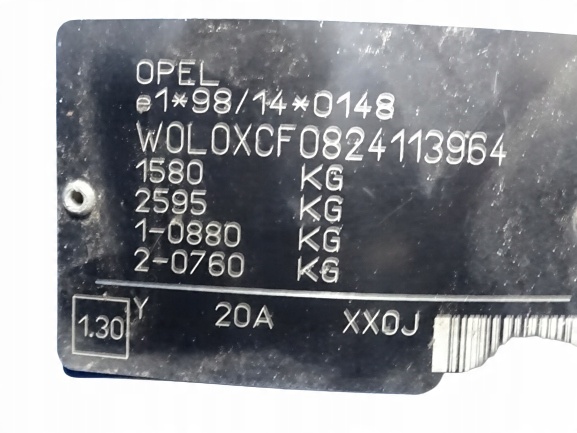 OPEL
e1*98/14*0148
W0L0XCF0824113964
1580 KG
2595 KG
1-0880 KG
2-0760 KG
1.30 Y 20A XX0J